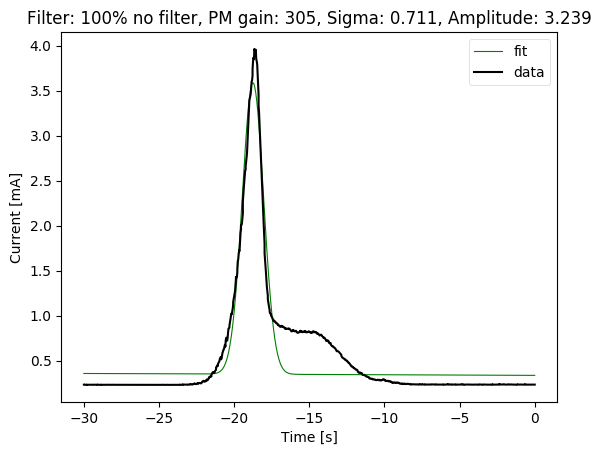 Filter: 100% no filter, PM gain: 305, Sigma: 0.711, Amplitude: 3.239
fit
data
4.0
3.5
3.0
2.5
2.0
1.5
1.0
0.5
Current [mA]
−30 −25 −20 −15 −10 −5 0
Time [s]